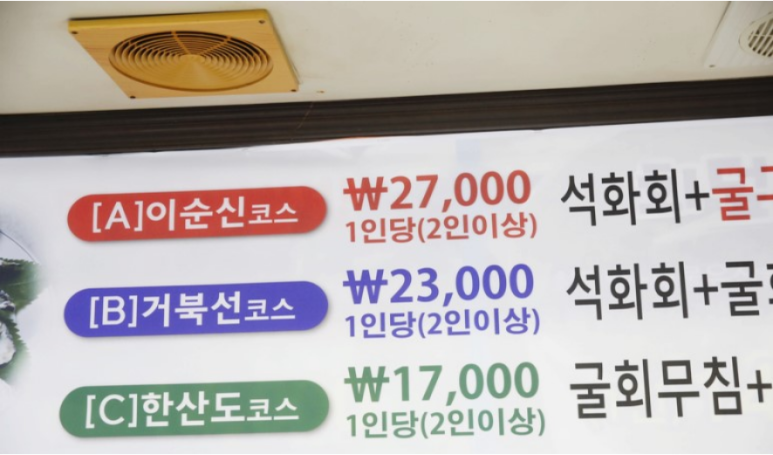 [A]이순신코스 ₩27,000 석화회+굴
1인당(2인이상)
[B]거북선코스 ₩23,000 석화회+굴
1인당(2인이상)
[C]한산도코스 ₩17,000 굴회무침+
1인당(2인이상)